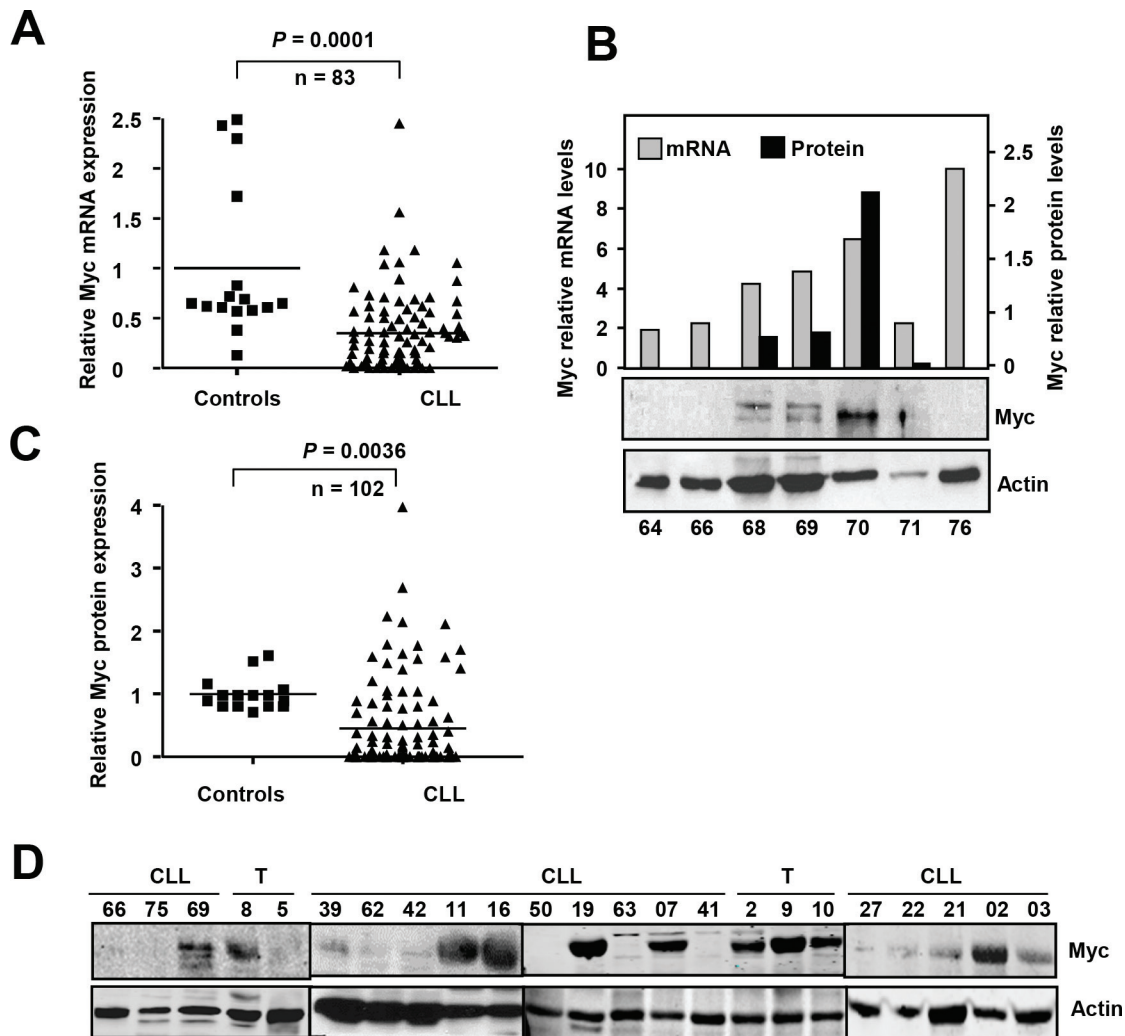 A
P = 0.0001
n = 83
Relative Myc mRNA expression
2.5
2
1.5
1
0.5
0
Controls CLL
B
mRNA Protein
Myc relative mRNA levels
10
8
6
4
2
0
2.5
2
1.5
1
0
Myc relative protein levels
Myc
Actin
64 66 68 69 70 71 76
C
P = 0.0036
n = 102
Relative Myc protein expression
4
3
2
1
0
Controls CLL
D
CLL T CLL T CLL
66 75 69 8 5 39 62 42 11 16 50 19 63 07 41 2 9 10 27 22 21 02 03
Myc
Actin